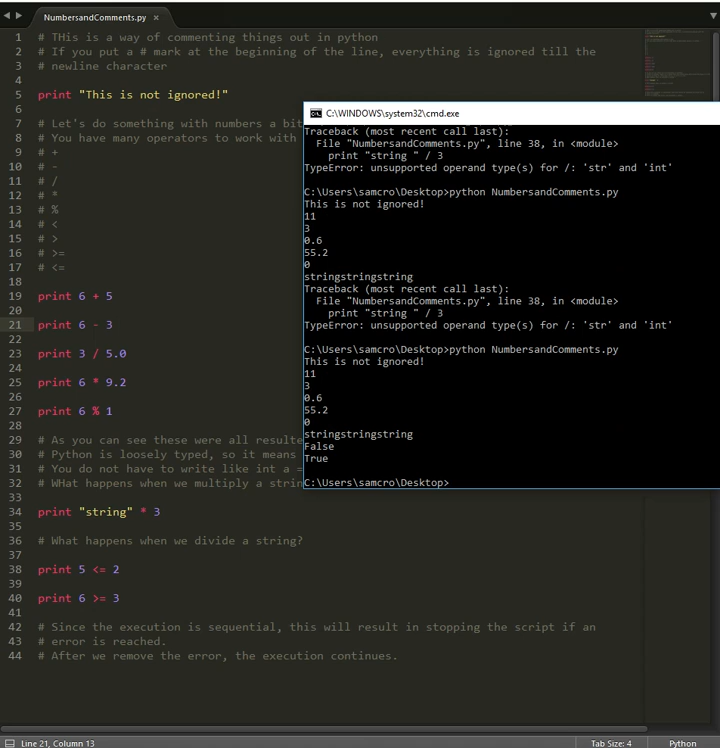 NumbersandComments.py ×
1 # THis is a way of commenting things out in python
2 # If you put a # mark at the beginning of the line, everything is ignored till the
3 # newline character
4
5 print "This is not ignored!"
6
7 # Let's do something with numbers a bit
8 # You have many operators to work with
9 # +
10 # -
11 # /
12 # *
13 # %
14 # <
15 # >
16 # >=
17 # <=
18
19 print 6 + 5
20
21 print 6 - 3
22
23 print 3 / 5.0
24
25 print 6 * 9.2
26
27 print 6 % 1
28
29 # As you can see these were all resulte
30 # Python is loosely typed, so it means
31 # You do not have to write like int a =
32 # WHat happens when we multiply a strin
33
34 print "string" * 3
35
36 # What happens when we divide a string?
37
38 print 5 <= 2
39
40 print 6 >= 3
41
42 # Since the execution is sequential, this will result in stopping the script if an
43 # error is reached.
44 # After we remove the error, the execution continues.
C:\WINDOWS\system32\cmd.exe
Traceback (most recent call last):
File "NumbersandComments.py", line 38, in <module>
print "string " / 3
TypeError: unsupported operand type(s) for /: 'str' and 'int'
C:\Users\samcro\Desktop>python NumbersandComments.py
This is not ignored!
11
3
0.6
55.2
0
stringstringstring
Traceback (most recent call last):
File "NumbersandComments.py", line 38, in <module>
print "string " / 3
TypeError: unsupported operand type(s) for /: 'str' and 'int'
C:\Users\samcro\Desktop>python NumbersandComments.py
This is not ignored!
11
3
0.6
55.2
0
stringstringstring
False
True
C:\Users\samcro\Desktop>
Line 21, Column 13
Tab Size: 4
Python